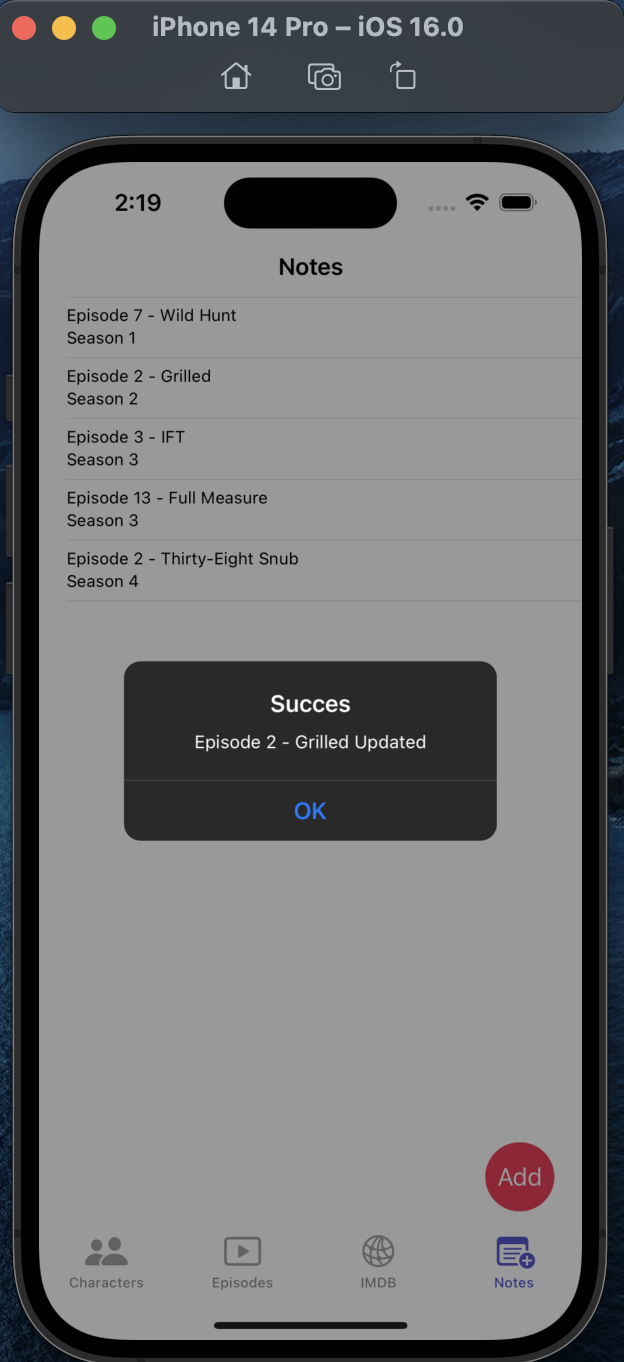 iPhone 14 Pro – iOS 16.0
2:19
Notes
Episode 7 - Wild Hunt
Season 1
Episode 2 - Grilled
Season 2
Episode 3 - IFT
Season 3
Episode 13 - Full Measure
Season 3
Episode 2 - Thirty-Eight Snub
Season 4
Succes
Episode 2 - Grilled Updated
OK
Add
Characters
Episodes
IMDB
Notes